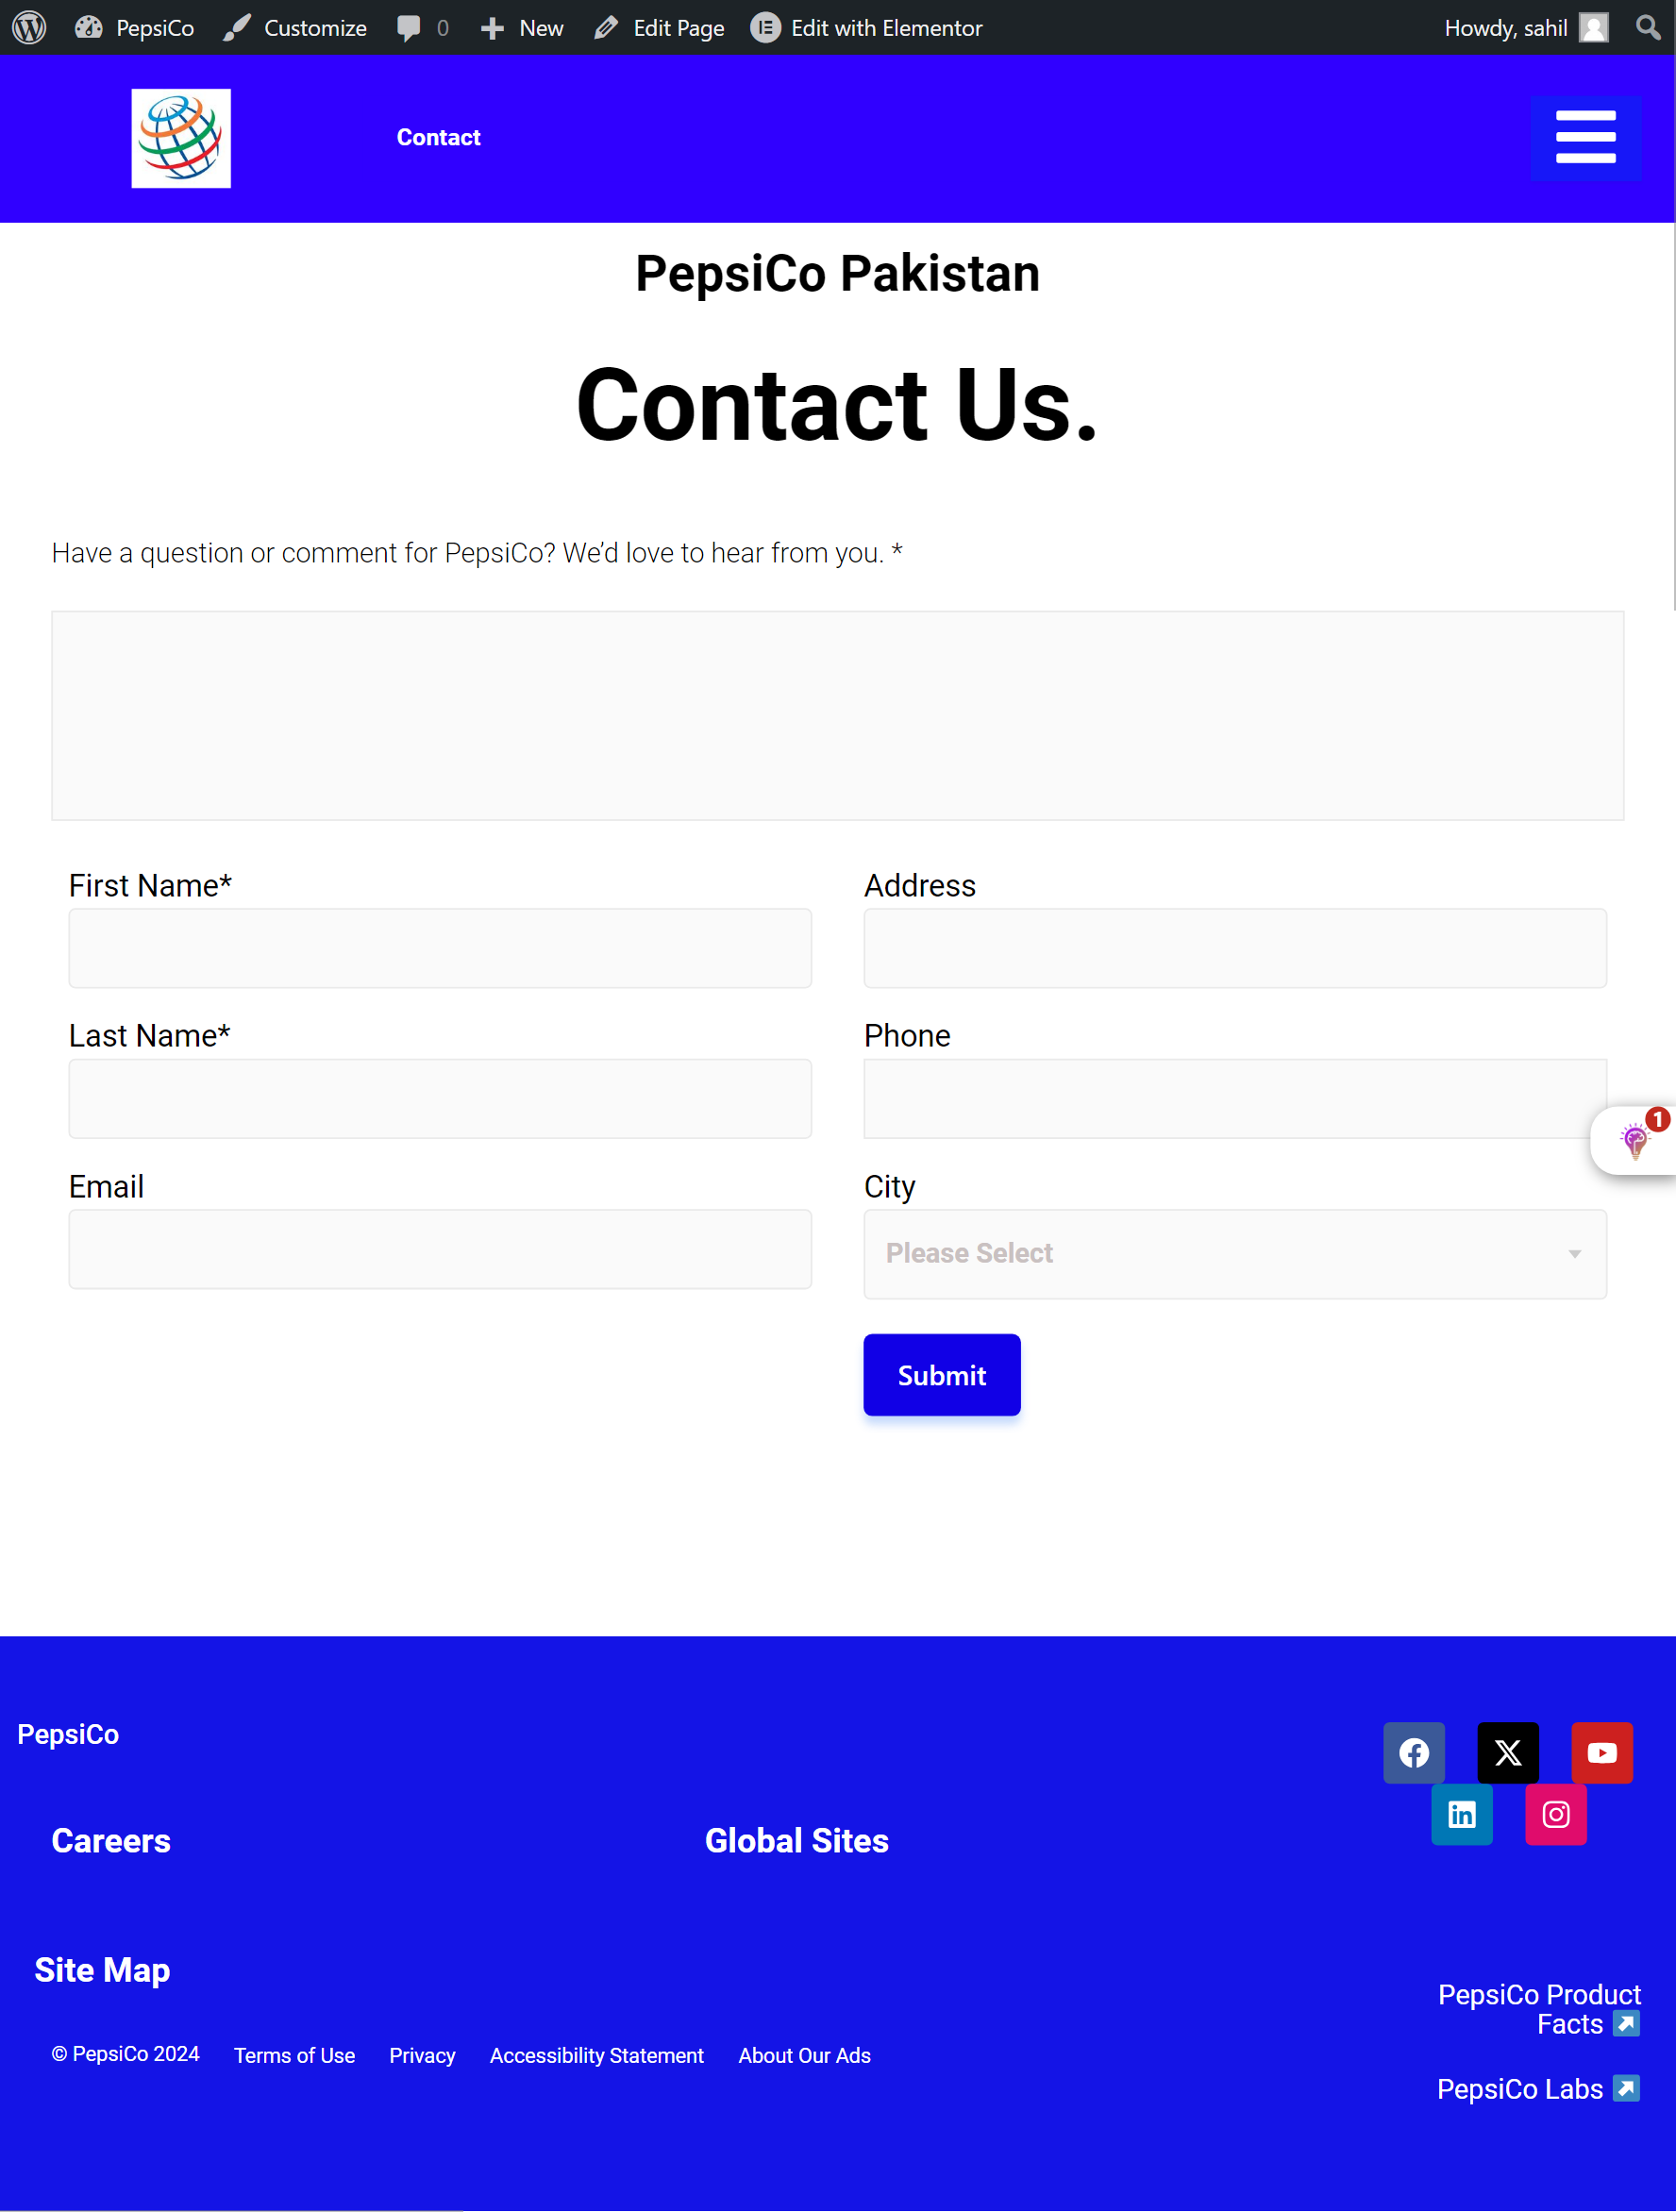 PepsiCo Customize 0 New Edit Page Edit with Elementor Howdy, sahil
Contact
PepsiCo Pakistan
Contact Us.
Have a question or comment for PepsiCo? We’d love to hear from you. *
First Name*
Address
Last Name*
Phone
1
Email
City
Please Select
Submit
PepsiCo
Careers
Global Sites
Site Map
PepsiCo Product
Facts
© PepsiCo 2024 Terms of Use Privacy Accessibility Statement About Our Ads
PepsiCo Labs